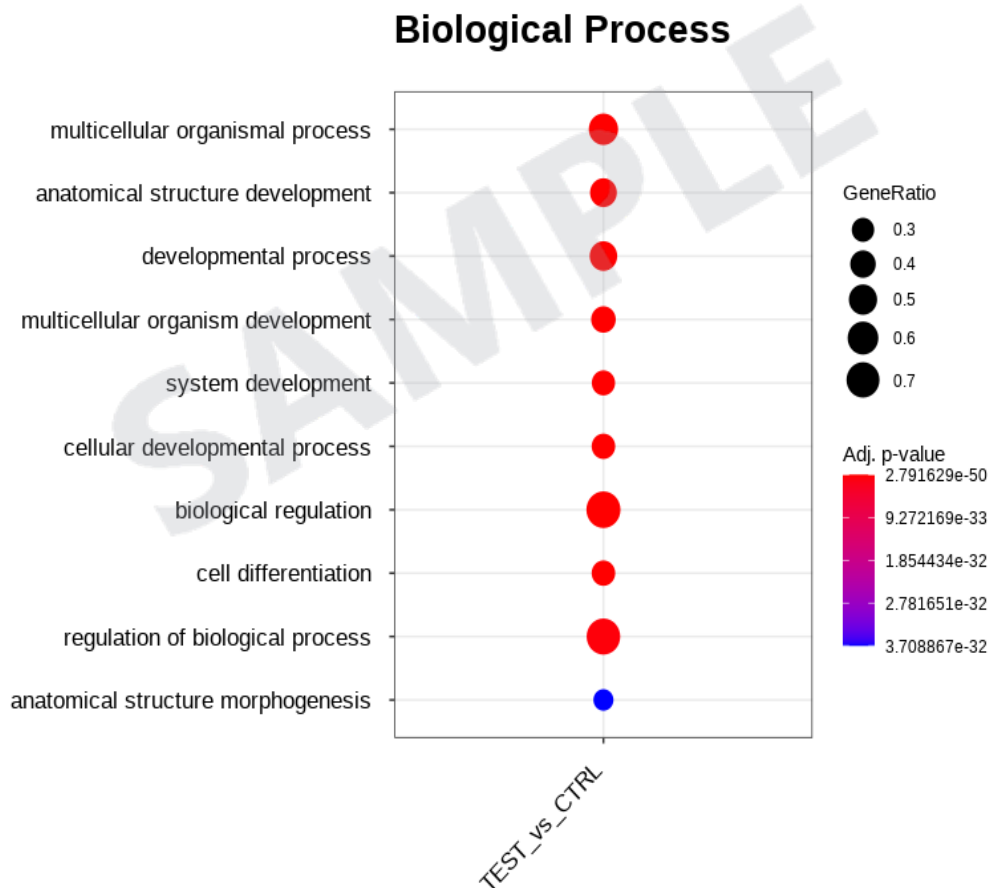 Biological Process
SAMPLE
multicellular organismal process
anatomical structure development
developmental process
multicellular organism development
system development
cellular developmental process
biological regulation
cell differentiation
regulation of biological process
anatomical structure morphogenesis
TEST_vs_CTRL
GeneRatio
0.3
0.4
0.5
0.6
0.7
Adj. p-value
2.791629e-50
9.272169e-33
1.854434e-32
2.781651e-32
3.708867e-32